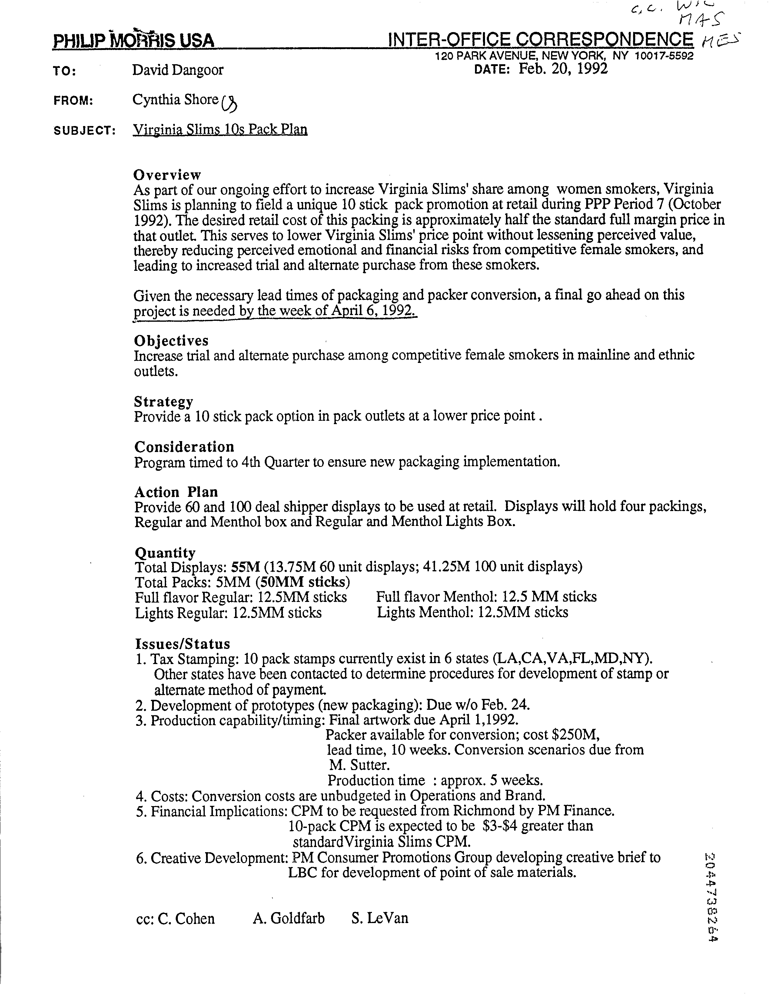 c.c. WIC
MAS
PHILIP MORRIS USA INTER-OFFICE CORRESPONDENCE MES
120 PARK AVENUE, NEW YORK, NY 10017-5592
TO: David Dangoor DATE: Feb. 20, 1992
FROM: Cynthia Shore
SUBJECT: Virginia Slims 10s Pack Plan
Overview
As part of our ongoing effort to increase Virginia Slims' share among women smokers, Virginia
Slims is planning to field a unique 10 stick pack promotion at retail during PPP Period 7 (October
1992). The desired retail cost of this packing is approximately half the standard full margin price in
that outlet. This serves to lower Virginia Slims' price point without lessening perceived value,
thereby reducing perceived emotional and financial risks from competitive female smokers, and
leading to increased trial and alternate purchase from these smokers.
Given the necessary lead times of packaging and packer conversion, a final go ahead on this
project is needed by the week of April 6, 1992.
Objectives
Increase trial and alternate purchase among competitive female smokers in mainline and ethnic
outlets.
Strategy
Provide a 10 stick pack option in pack outlets at a lower price point .
Consideration
Program timed to 4th Quarter to ensure new packaging implementation.
Action Plan
Provide 60 and 100 deal shipper displays to be used at retail. Displays will hold four packings,
Regular and Menthol box and Regular and Menthol Lights Box.
Quantity
Total Displays: 55M (13.75M 60 unit displays; 41.25M 100 unit displays)
Total Packs: 5MM (50MM sticks)
Full flavor Regular: 12.5MM sticks Full flavor Menthol: 12.5 MM sticks
Lights Regular: 12.5MM sticks Lights Menthol: 12.5MM sticks
Issues/Status
1. Tax Stamping: 10 pack stamps currently exist in 6 states (LA,CA,VA,FL,MD,NY).
Other states have been contacted to determine procedures for development of stamp or
alternate method of payment.
2. Development of prototypes (new packaging): Due w/o Feb. 24.
3. Production capability/timing: Final artwork due April 1,1992.
Packer available for conversion; cost $250M,
lead time, 10 weeks. Conversion scenarios due from
M. Sutter.
Production time : approx. 5 weeks.
4. Costs: Conversion costs are unbudgeted in Operations and Brand.
5. Financial Implications: CPM to be requested from Richmond by PM Finance.
10-pack CPM is expected to be $3-$4 greater than
standardVirginia Slims CPM.
6. Creative Development: PM Consumer Promotions Group developing creative brief to
LBC for development of point of sale materials.
cc: C. Cohen A. Goldfarb S. LeVan
2044738264